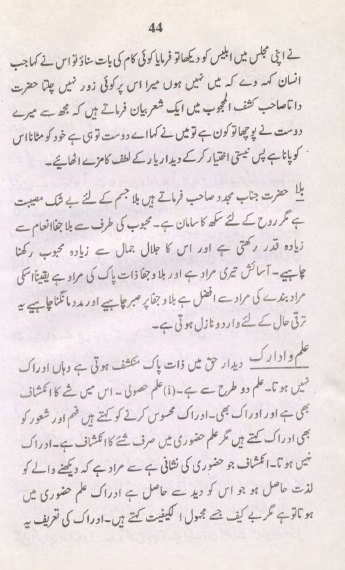 44
نے اپنی مجلس میں ابلیس کو دیکھا تو فرمایا کوئی کام کی بات سناؤ تو اس نے کہا جب
انسان کہہ دے کہ میں نہیں ہوں میرا اس پر کوئی زور نہیں چلتا حضرت
داتا صاحب کشف المحجوب میں ایک شعر بیان فرماتے ہیں کہ مجھ سے میرے
دوست نے پوچھا تو کون ہے تو میں نے کہا اے دوست تو ہی ہے خود کو مٹانا اس
کو پانا ہے پس نیستی اختیار کر کے دیدار یار کے لطف کا مزے اٹھائیے۔
بلا حضرت جناب مجدد صاحب فرماتے ہیں بلا جسم کے لئے بے شک مصیبت
ہے مگر روح کے لئے سکھ کا سامان ہے۔ محبوب کی طرف سے بلا جفا انعام سے
زیادہ قدر رکھتی ہے اور اس کا جلال جمال سے زیادہ محبوب رکھنا
چاہیے۔ آسائش تیری مراد ہے اور بلا و جفا ذات پاک کی مراد ہے یقیناً اسکی
مراد بندے کی مراد سے افضل ہے بلا و جفا پر صبر چاہیے اور مدد مانگنا چاہیے یہ
ترقی حال کے لئے وارد و نازل ہوتی ہے۔
علم و ادارک دیدار حق میں ذات پاک منکشف ہوتی ہے وہاں ادراک
نہیں ہوتا۔ علم دو طرح سے ہے۔ (i) علم حصولی۔ اس میں شے کا انکشاف
بھی ہے اور ادراک بھی۔ ادراک محسوس کرنے کو کہتے ہیں فہم اور شعور کو
بھی ادراک کہتے ہیں مگر علم حضوری میں صرف شئے کا انکشاف ہے۔ ادراک
نہیں ہوتا۔ انکشاف جو حضوری کی نشانی ہے سے مراد ہے کہ دیکھنے والے کو
لذت حاصل ہو جو اس کو دید سے حاصل ہے ادراک علم حضوری میں
ہوتا تو ہے مگر بے کیف جسے مجہول الکیفیت کہتے ہیں۔ ادراک کی تعریف یہ